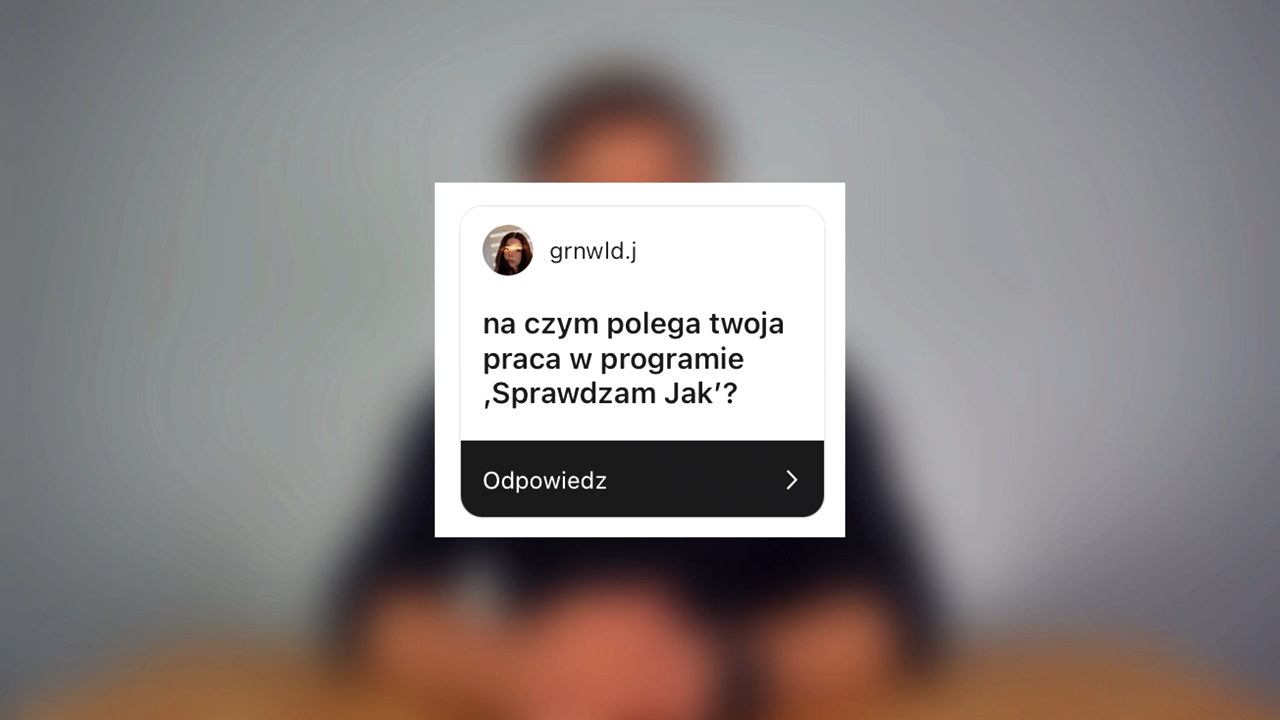 grnwld.j
na czym polega twoja
praca w programie
‚Sprawdzam Jak’?
Odpowiedz